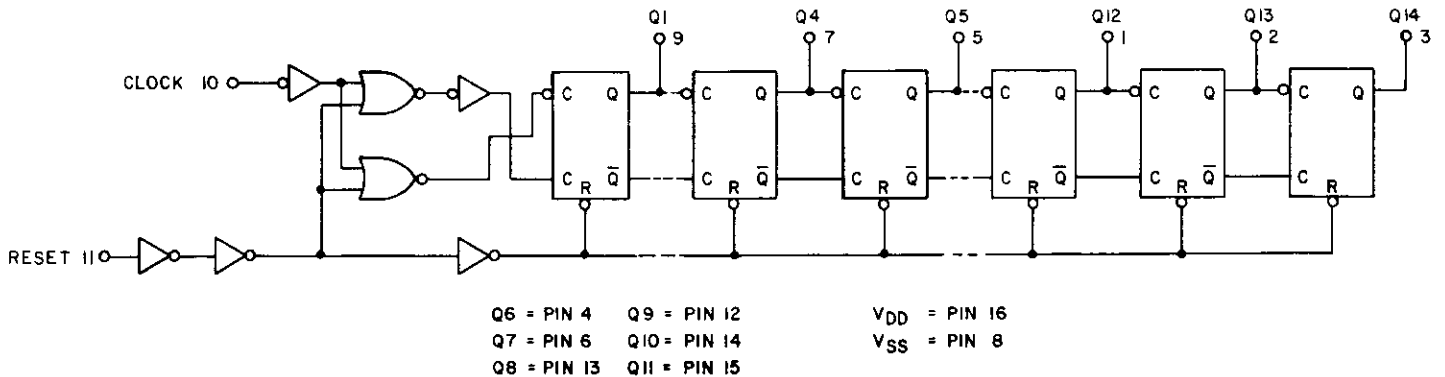 Q1 Q4 Q5 Q12 Q13 Q14
9 7 5 1 2 3
CLOCK 10
C Q C Q C Q C Q C Q C Q
C R Q̅ C R Q̅ C R Q̅ C R Q̅ C R Q̅ C R
RESET 11
Q6 = PIN 4 Q9 = PIN 12 VDD = PIN 16
Q7 = PIN 6 Q10 = PIN 14 VSS = PIN 8
Q8 = PIN 13 Q11 = PIN 15